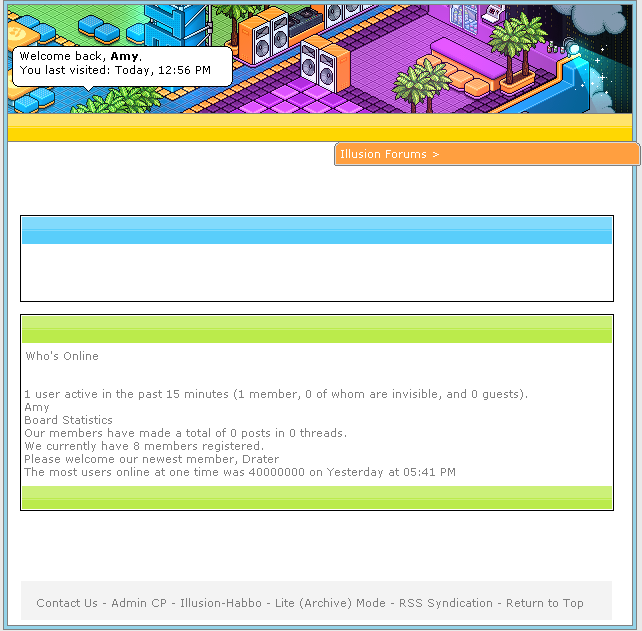 Welcome back, Amy.
You last visited: Today, 12:56 PM
Illusion Forums >
Who's Online
1 user active in the past 15 minutes (1 member, 0 of whom are invisible, and 0 guests).
Amy
Board Statistics
Our members have made a total of 0 posts in 0 threads.
We currently have 8 members registered.
Please welcome our newest member, Drater
The most users online at one time was 40000000 on Yesterday at 05:41 PM
Contact Us - Admin CP - Illusion-Habbo - Lite (Archive) Mode - RSS Syndication - Return to Top